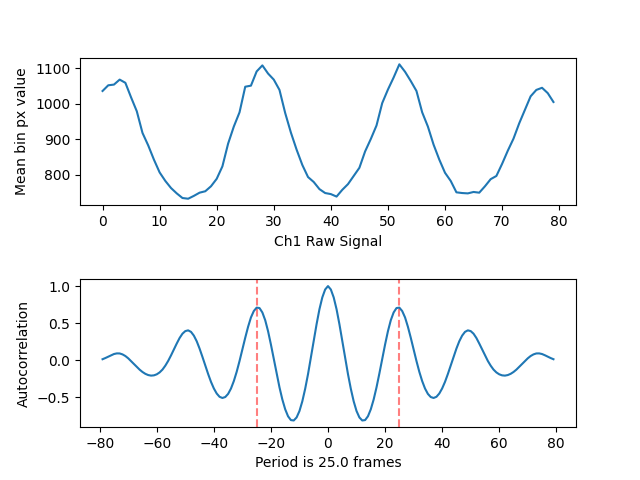 1100
1000
900
800
Mean bin px value
0 10 20 30 40 50 60 70 80
Ch1 Raw Signal
1.0
0.5
0.0
−0.5
Autocorrelation
−80 −60 −40 −20 0 20 40 60 80
Period is 25.0 frames